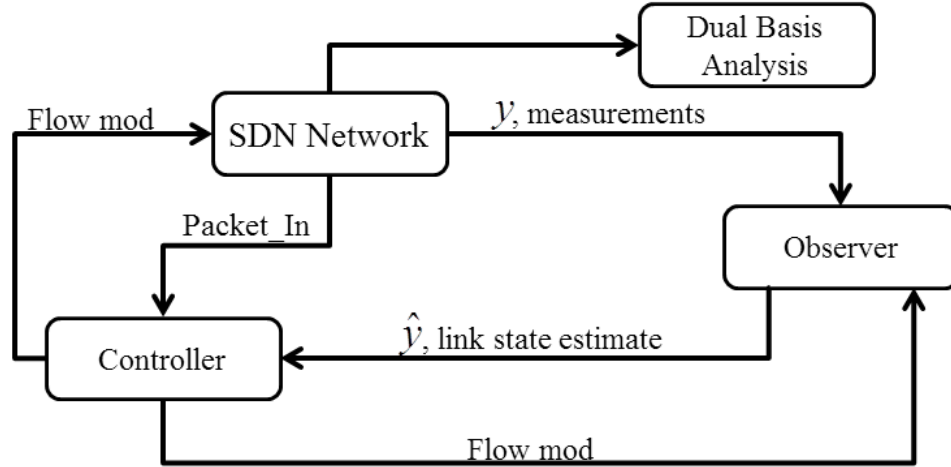 Dual Basis
Analysis
Flow mod
SDN Network
y, measurements
Packet_In
Observer
ŷ, link state estimate
Controller
Flow mod